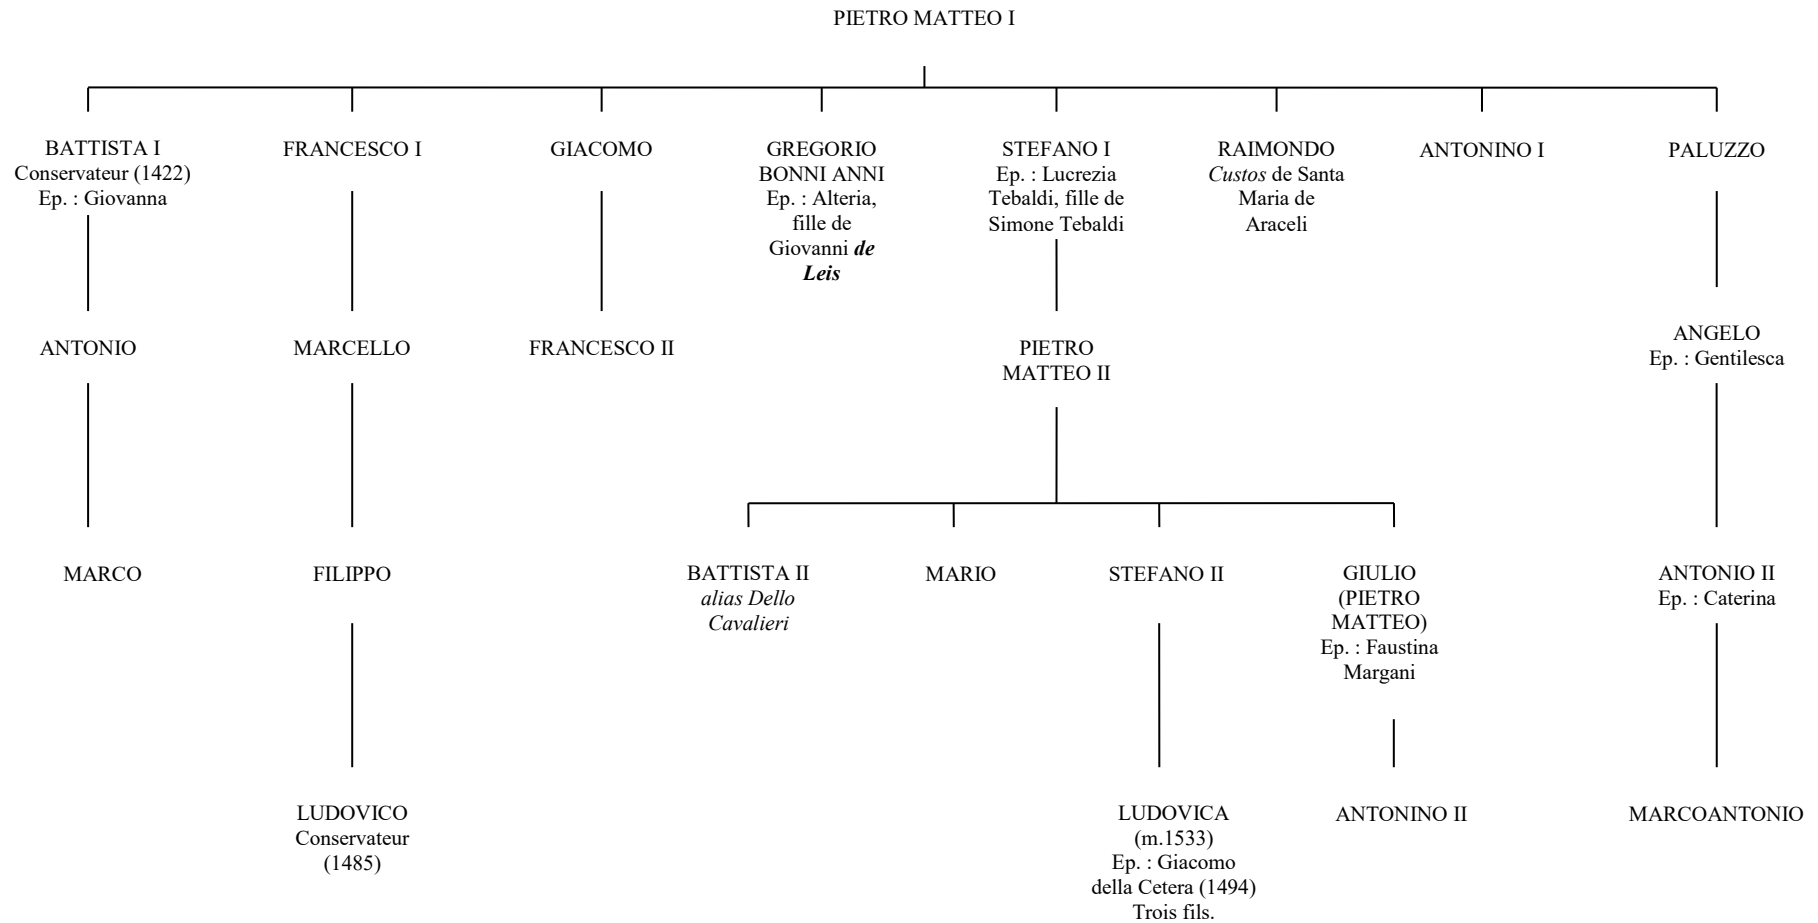 PIETRO MATTEO I
BATTISTA I
Conservateur (1422)
Ep. : Giovanna
FRANCESCO I
GIACOMO
GREGORIO
BONNI ANNI
Ep. : Alteria,
fille de
Giovanni de
Leis
STEFANO I
Ep. : Lucrezia
Tebaldi, fille de
Simone Tebaldi
RAIMONDO
Custos de Santa
Maria de
Araceli
ANTONINO I
PALUZZO
ANTONIO
MARCELLO
FRANCESCO II
PIETRO
MATTEO II
ANGELO
Ep. : Gentilesca
MARCO
FILIPPO
BATTISTA II
alias Dello
Cavalieri
MARIO
STEFANO II
GIULIO
(PIETRO
MATTEO)
Ep. : Faustina
Margani
ANTONIO II
Ep. : Caterina
LUDOVICO
Conservateur
(1485)
LUDOVICA
(m.1533)
Ep. : Giacomo
della Cetera (1494)
Trois fils.
ANTONINO II
MARCOANTONIO